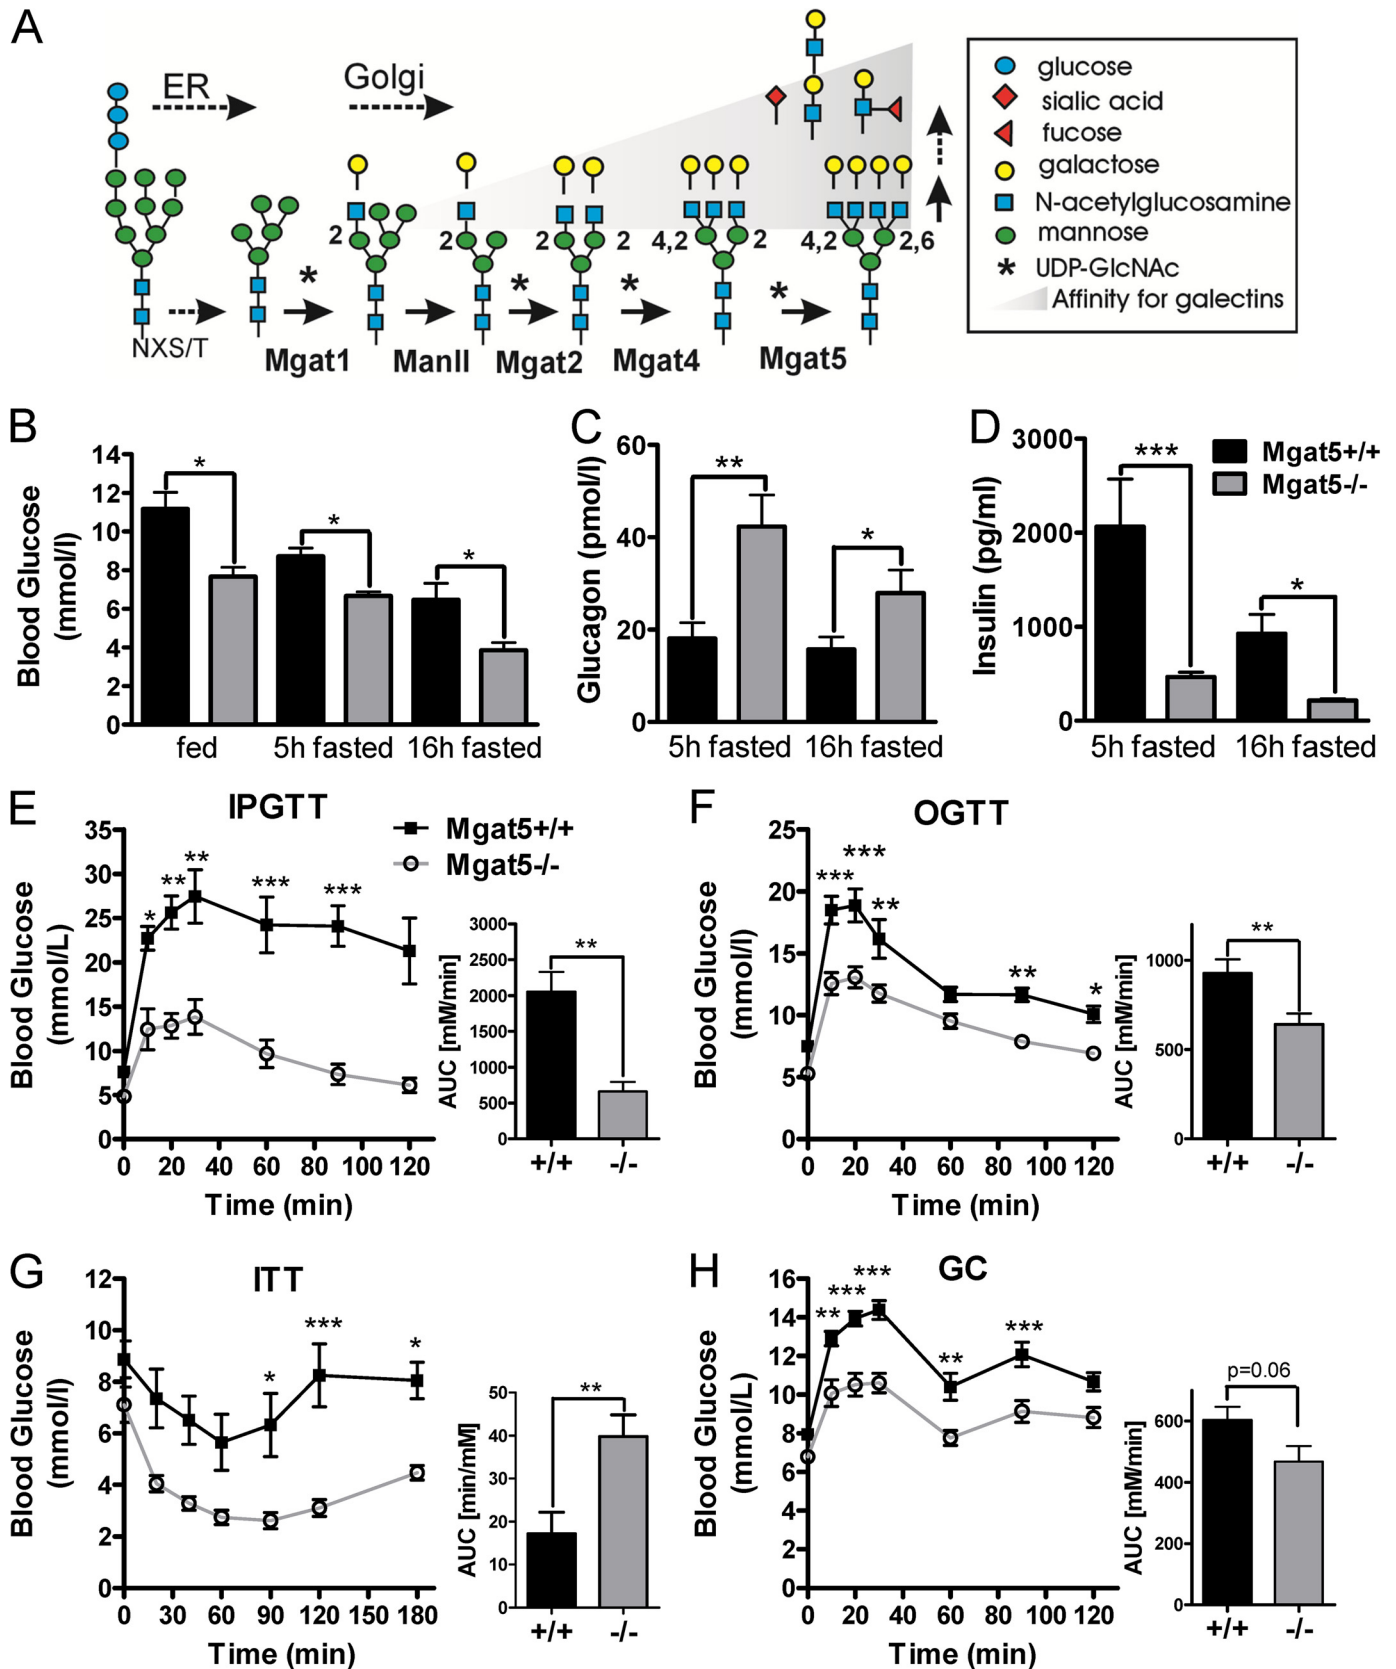 A
ER
Golgi
2
2
2
2
4,2
2
4,2
2,6
*
*
*
*
NXS/T
Mgat1
ManII
Mgat2
Mgat4
Mgat5
glucose
sialic acid
fucose
galactose
N-acetylglucosamine
mannose
* UDP-GlcNAc
Affinity for galectins
B
Blood Glucose
(mmol/l)
14
12
10
8
6
4
2
0
*
*
*
fed
5h fasted
16h fasted
C
Glucagon (pmol/l)
60
40
20
0
**
*
5h fasted
16h fasted
D
Insulin (pg/ml)
3000
2000
1000
0
***
*
Mgat5+/+
Mgat5-/-
5h fasted
16h fasted
E
IPGTT
Mgat5+/+
Mgat5-/-
Blood Glucose
(mmol/L)
35
30
25
20
15
10
5
0
*
**
**
***
***
0 20 40 60 80 100 120
Time (min)
AUC [mM/min]
3000
2500
2000
1500
1000
500
0
**
+/+ -/-
F
OGTT
Blood Glucose
(mmol/l)
25
20
15
10
5
0
***
***
**
**
*
0 20 40 60 80 100 120
Time (min)
AUC [mM/min]
1000
500
0
**
+/+ -/-
G
ITT
Blood Glucose
(mmol/l)
12
10
8
6
4
2
0
*
***
*
0 30 60 90 120 150 180
Time (min)
AUC [min/mM]
50
40
30
20
10
0
**
+/+ -/-
H
GC
Blood Glucose
(mmol/L)
16
14
12
10
8
6
4
2
0
**
***
***
**
***
0 20 40 60 80 100 120
Time (min)
AUC [mM/min]
600
400
200
0
p=0.06
+/+ -/-